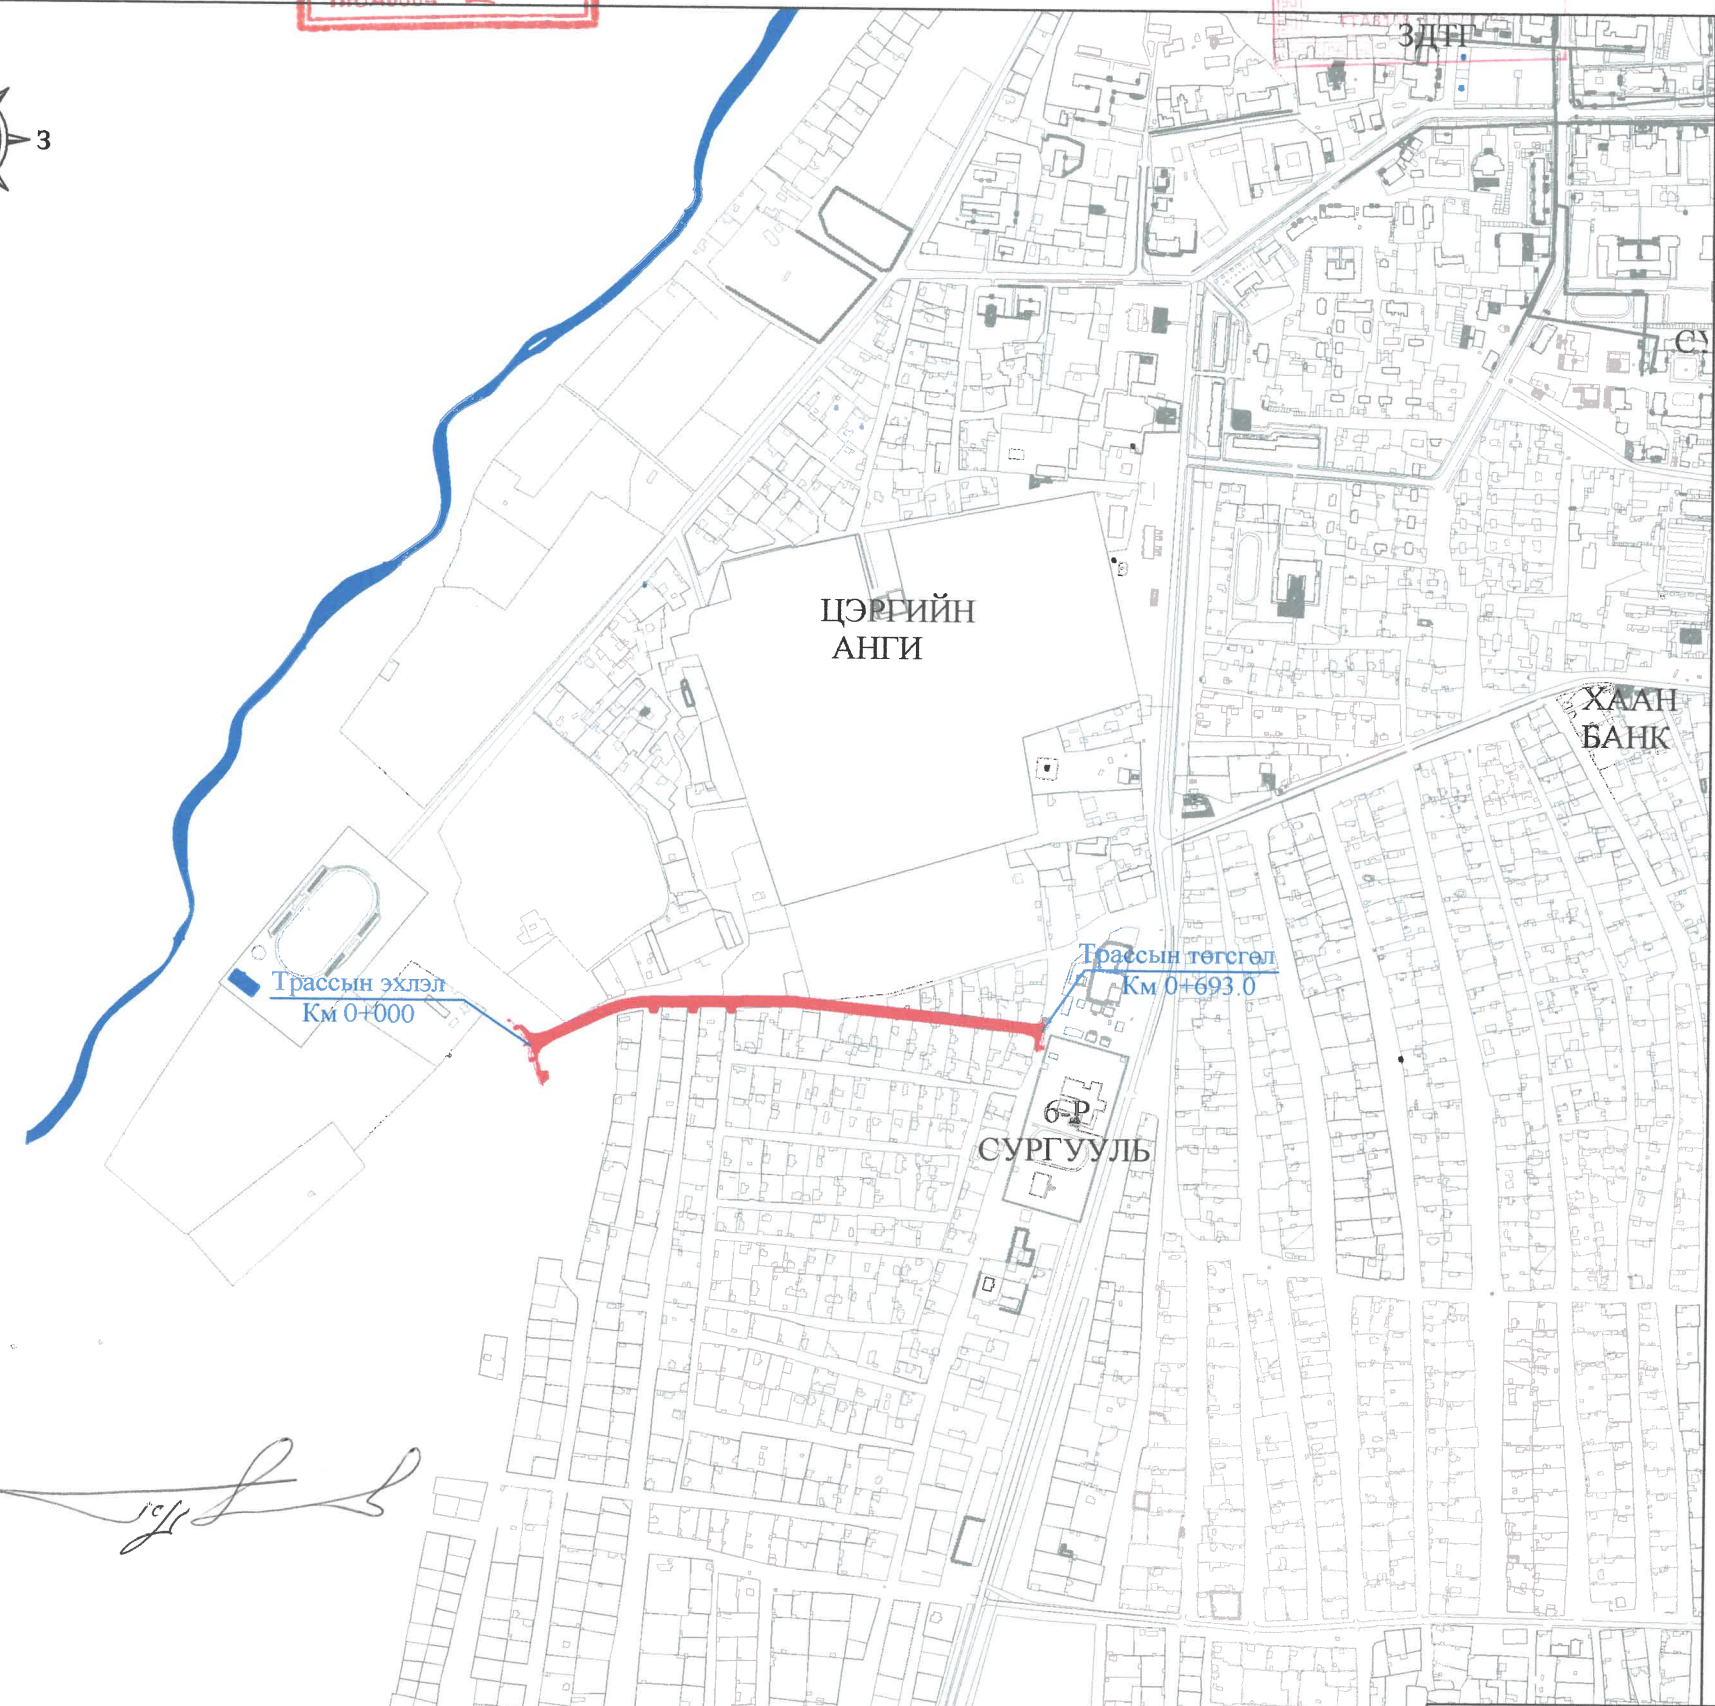 ЗДТГ
З
ЦЭРГИЙН
АНГИ
ХААН
БАНК
Трассын эхлэл
Км 0+000
Трассын төгсгөл
Км 0+693.0
6-Р
СУРГУУЛЬ